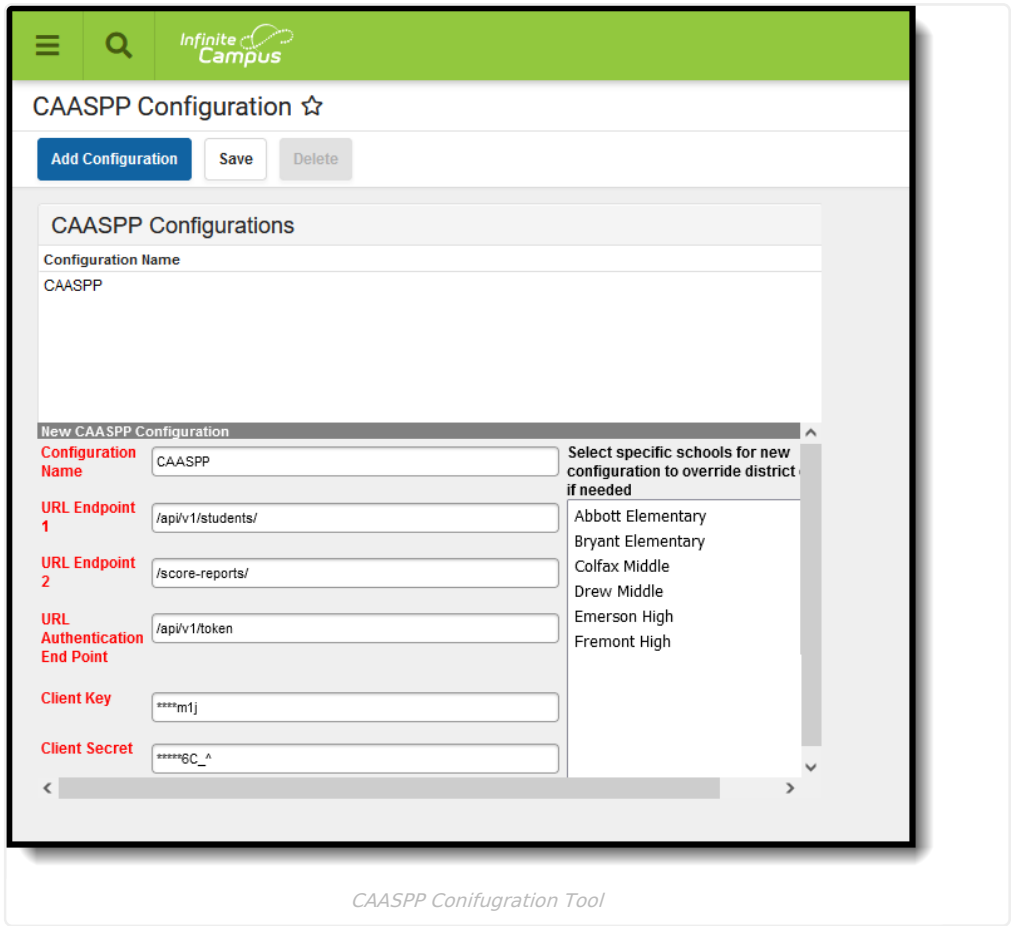 Infinite
Campus
CAASPP Configuration
Add Configuration Save Delete
CAASPP Configurations
Configuration Name
CAASPP
New CAASPP Configuration
Configuration Name CAASPP
URL Endpoint 1 /api/v1/students/
URL Endpoint 2 /score-reports/
URL Authentication End Point /api/v1/token
Client Key ****m1j
Client Secret *****6C_^
Select specific schools for new
configuration to override district
if needed
Abbott Elementary
Bryant Elementary
Colfax Middle
Drew Middle
Emerson High
Fremont High
CAASPP Conifugration Tool